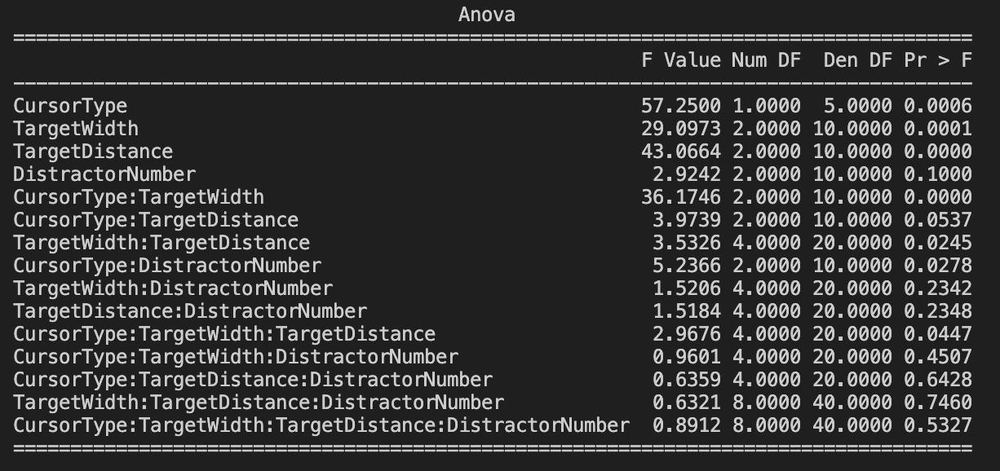 Anova
====================================================================================
F Value Num DF  Den DF Pr > F
------------------------------------------------------------------------------------
CursorType                                             57.2500 1.0000  5.0000 0.0006
TargetWidth                                            29.0973 2.0000 10.0000 0.0001
TargetDistance                                         43.0664 2.0000 10.0000 0.0000
DistractorNumber                                        2.9242 2.0000 10.0000 0.1000
CursorType:TargetWidth                                 36.1746 2.0000 10.0000 0.0000
CursorType:TargetDistance                               3.9739 2.0000 10.0000 0.0537
TargetWidth:TargetDistance                              3.5326 4.0000 20.0000 0.0245
CursorType:DistractorNumber                             5.2366 2.0000 10.0000 0.0278
TargetWidth:DistractorNumber                            1.5206 4.0000 20.0000 0.2342
TargetDistance:DistractorNumber                         1.5184 4.0000 20.0000 0.2348
CursorType:TargetWidth:TargetDistance                   2.9676 4.0000 20.0000 0.0447
CursorType:TargetWidth:DistractorNumber                 0.9601 4.0000 20.0000 0.4507
CursorType:TargetDistance:DistractorNumber              0.6359 4.0000 20.0000 0.6428
TargetWidth:TargetDistance:DistractorNumber             0.6321 8.0000 40.0000 0.7460
CursorType:TargetWidth:TargetDistance:DistractorNumber  0.8912 8.0000 40.0000 0.5327
====================================================================================